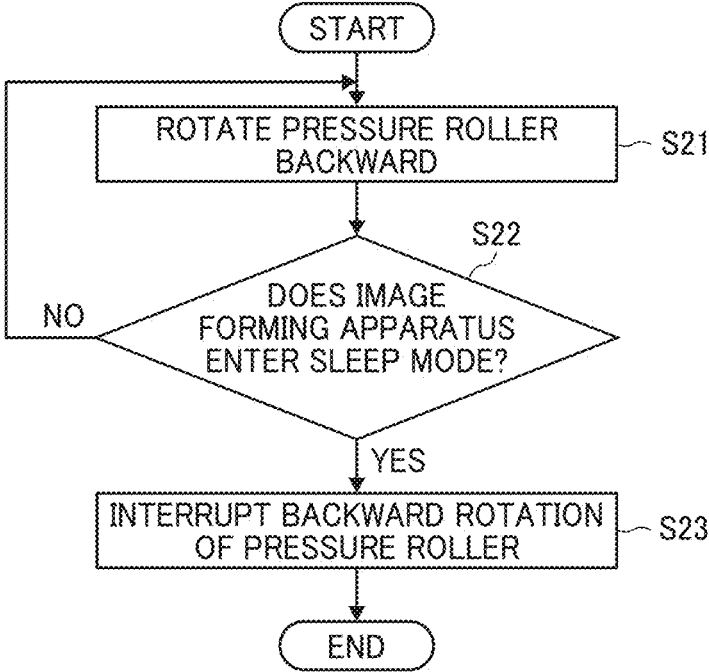 START
ROTATE PRESSURE ROLLER
BACKWARD
S21
S22
DOES IMAGE
FORMING APPARATUS
ENTER SLEEP MODE?
NO
YES
INTERRUPT BACKWARD ROTATION
OF PRESSURE ROLLER
S23
END